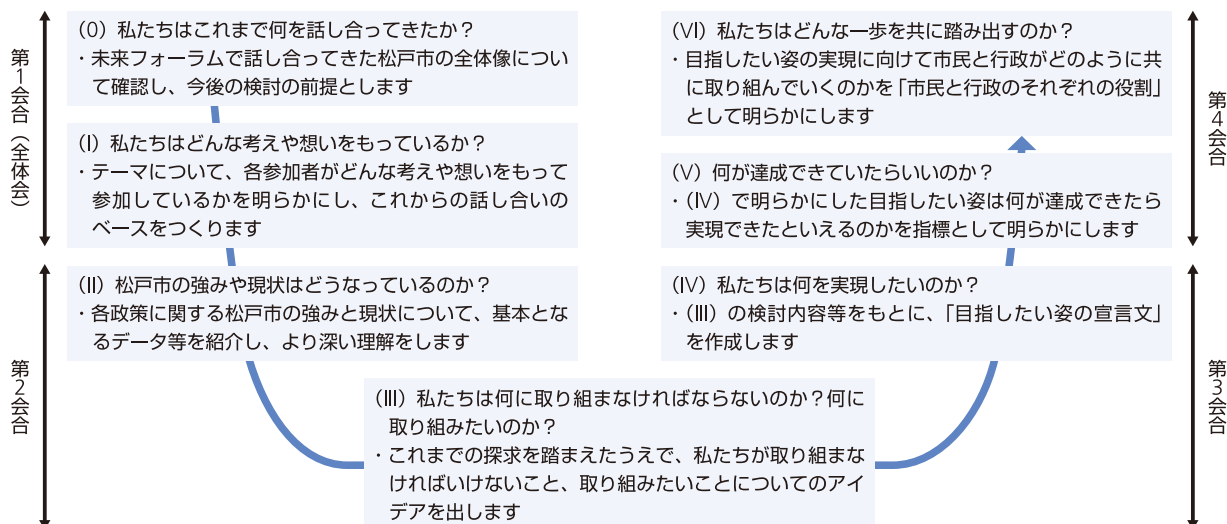 第1会合（全体会）
(0) 私たちはこれまで何を話し合ってきたか？
・未来フォーラムで話し合ってきた松戸市の全体像につい
て確認し、今後の検討の前提とします
(I) 私たちはどんな考えや想いをもっているか？
・テーマについて、各参加者がどんな考えや想いをもって
参加しているかを明らかにし、これからの話し合いの
ベースをつくります
第2会合
(II) 松戸市の強みや現状はどうなっているのか？
・各政策に関する松戸市の強みと現状について、基本とな
るデータ等を紹介し、より深い理解をします
(III) 私たちは何に取り組まなければならないのか？何に
取り組みたいのか？
・これまでの探求を踏まえたうえで、私たちが取り組まな
ければいけないこと、取り組みたいことについてのアイ
デアを出します
第3会合
(IV) 私たちは何を実現したいのか？
・(III) の検討内容等をもとに、「目指したい姿の宣言文」
を作成します
第4会合
(V) 何が達成できていたらいいのか？
・(IV) で明らかにした目指したい姿は何が達成できたら
実現できたといえるのかを指標として明らかにします
(VI) 私たちはどんな一歩を共に踏み出すのか？
・目指したい姿の実現に向けて市民と行政がどのように共
に取り組んでいくのかを「市民と行政のそれぞれの役割」
として明らかにします